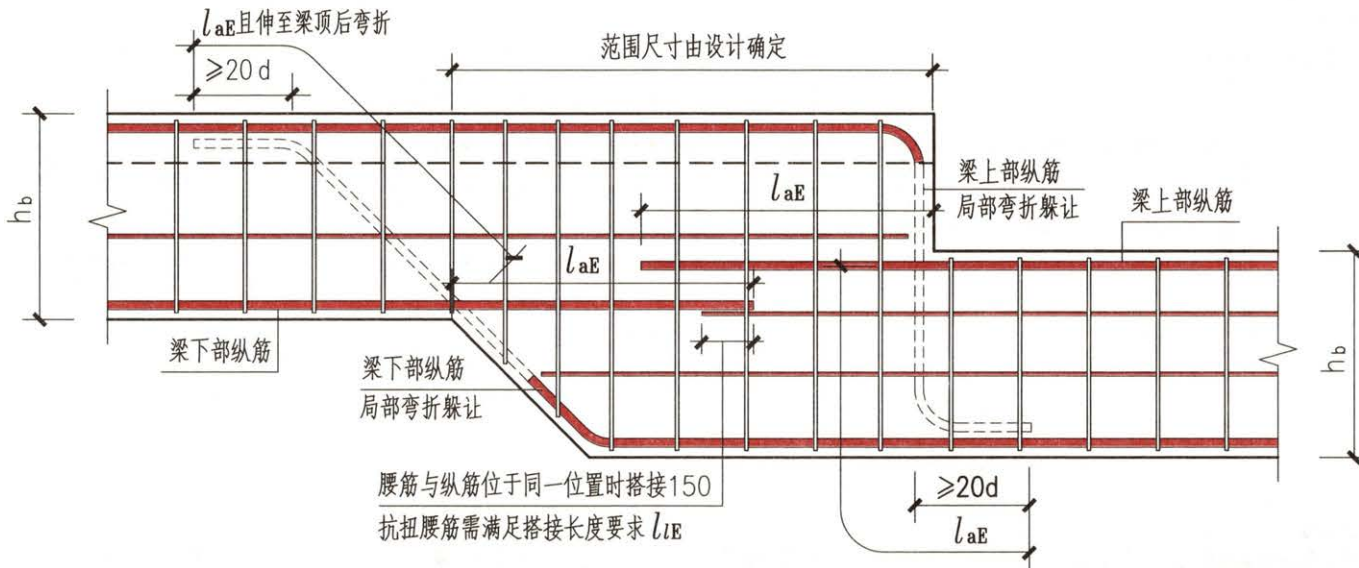 laE且伸至梁顶后弯折
范围尺寸由设计确定
≥20d
梁上部纵筋
局部弯折躲让
laE
梁上部纵筋
hb
laE
梁下部纵筋
梁下部纵筋
局部弯折躲让
hb
腰筋与纵筋位于同一位置时搭接150
抗扭腰筋需满足搭接长度要求 llE
≥20d
laE